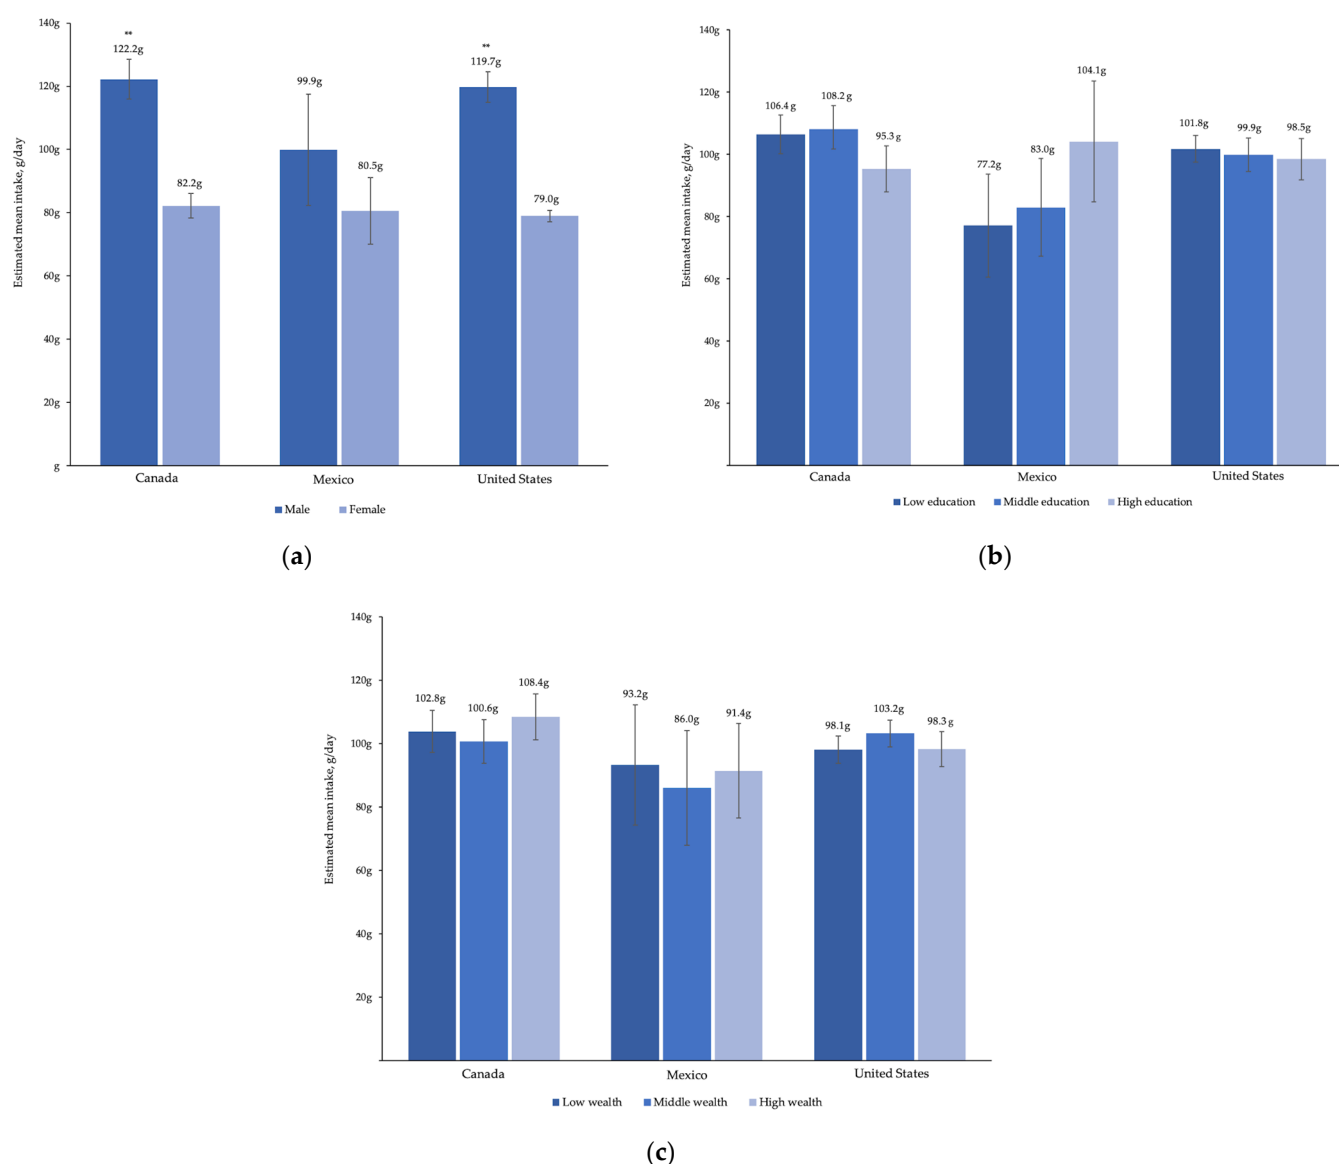 140g
120g
100g
80g
60g
40g
20g
g
Estimated mean intake, g/day
**
122.2g
82.2g
99.9g
80.5g
**
119.7g
79.0g
Canada
Mexico
United States
Male
Female
(a)
140g
120g
100g
80g
60g
40g
20g
Estimated mean intake, g/day
106.4 g
108.2 g
95.3 g
77.2g
83.0g
104.1g
101.8g
99.9g
98.5g
Canada
Mexico
United States
Low education
Middle education
High education
(b)
140g
120g
100g
80g
60g
40g
20g
Estimated mean intake, g/day
102.8g
100.6g
108.4g
93.2g
86.0g
91.4g
98.1g
103.2g
98.3 g
Canada
Mexico
United States
Low wealth
Middle wealth
High wealth
(c)